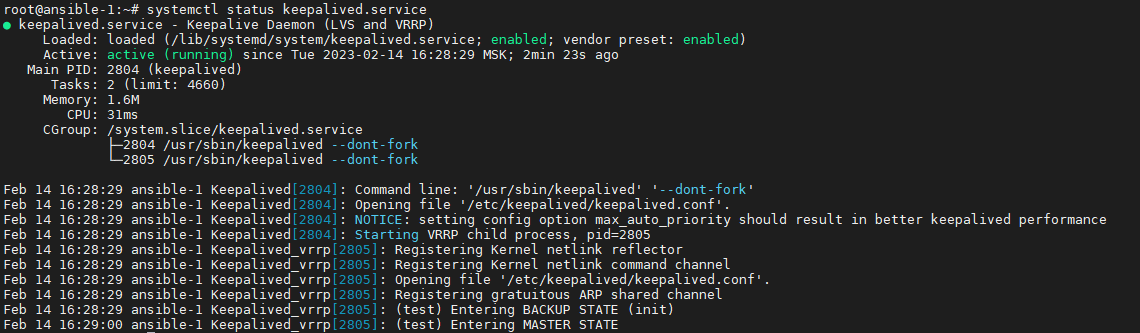 root@ansible-1:~# systemctl status keepalived.service
● keepalived.service - Keepalive Daemon (LVS and VRRP)
     Loaded: loaded (/lib/systemd/system/keepalived.service; enabled; vendor preset: enabled)
     Active: active (running) since Tue 2023-02-14 16:28:29 MSK; 2min 23s ago
   Main PID: 2804 (keepalived)
      Tasks: 2 (limit: 4660)
     Memory: 1.6M
        CPU: 31ms
     CGroup: /system.slice/keepalived.service
             ├─2804 /usr/sbin/keepalived --dont-fork
             └─2805 /usr/sbin/keepalived --dont-fork
Feb 14 16:28:29 ansible-1 Keepalived[2804]: Command line: '/usr/sbin/keepalived' '--dont-fork'
Feb 14 16:28:29 ansible-1 Keepalived[2804]: Opening file '/etc/keepalived/keepalived.conf'.
Feb 14 16:28:29 ansible-1 Keepalived[2804]: NOTICE: setting config option max_auto_priority should result in better keepalived performance
Feb 14 16:28:29 ansible-1 Keepalived[2804]: Starting VRRP child process, pid=2805
Feb 14 16:28:29 ansible-1 Keepalived_vrrp[2805]: Registering Kernel netlink reflector
Feb 14 16:28:29 ansible-1 Keepalived_vrrp[2805]: Registering Kernel netlink command channel
Feb 14 16:28:29 ansible-1 Keepalived_vrrp[2805]: Opening file '/etc/keepalived/keepalived.conf'.
Feb 14 16:28:29 ansible-1 Keepalived_vrrp[2805]: Registering gratuitous ARP shared channel
Feb 14 16:28:29 ansible-1 Keepalived_vrrp[2805]: (test) Entering BACKUP STATE (init)
Feb 14 16:29:00 ansible-1 Keepalived_vrrp[2805]: (test) Entering MASTER STATE